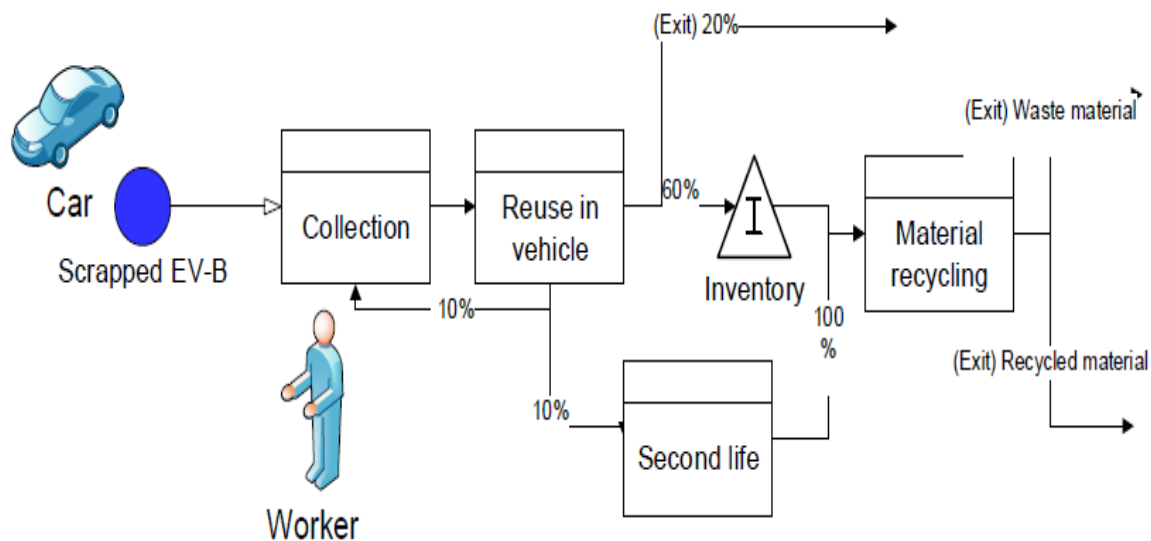 (Exit) 20%
(Exit) Waste material
Car
Scrapped EV-B
Collection
Reuse in
vehicle
60%
I
Inventory
Material
recycling
10%
100
%
(Exit) Recycled material
10%
Second life
Worker